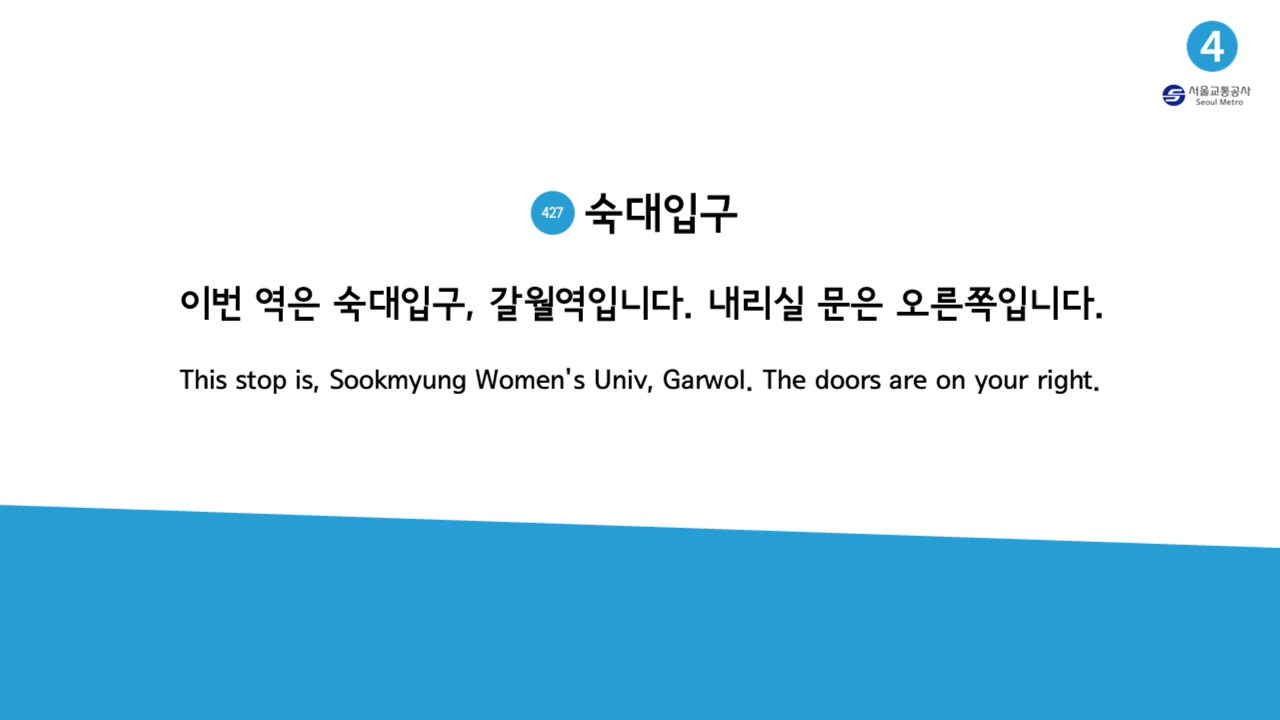 4
서울교통공사
Seoul Metro
427 숙대입구
이번 역은 숙대입구, 갈월역입니다. 내리실 문은 오른쪽입니다.
This stop is, Sookmyung Women's Univ, Garwol. The doors are on your right.